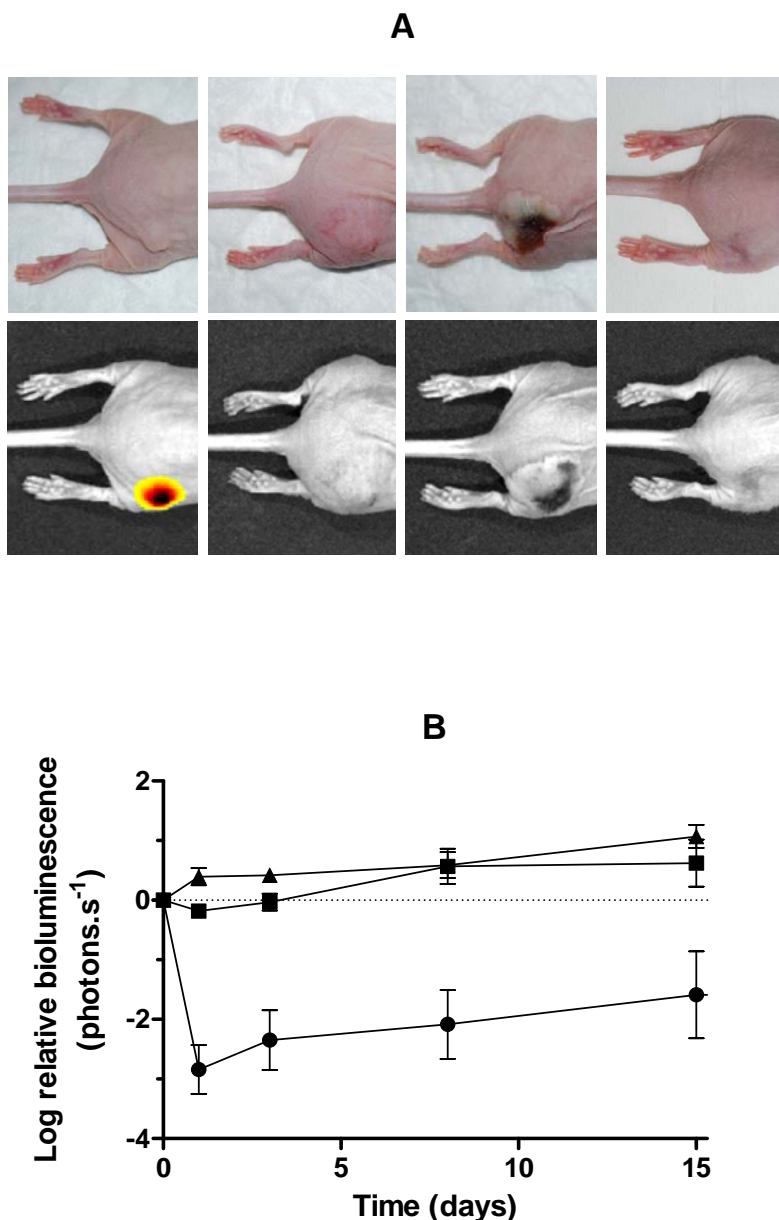 A
B
Log relative bioluminescence
(photons.s⁻¹)
2
0
-2
-4
0 5 10 15
Time (days)